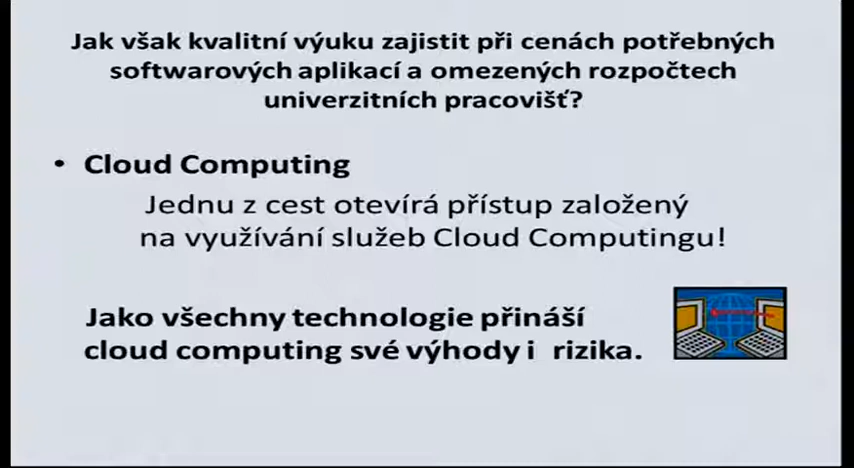 Jak však kvalitní výuku zajistit při cenách potřebných
softwarových aplikací a omezených rozpočtech
univerzitních pracovišť?
• Cloud Computing
Jednu z cest otevírá přístup založený
na využívání služeb Cloud Computingu!
Jako všechny technologie přináší
cloud computing své výhody i rizika.